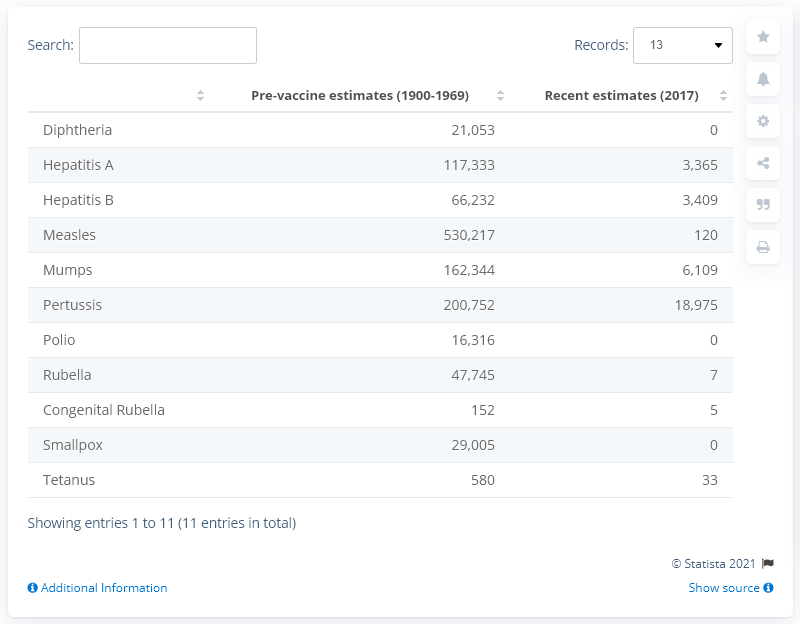 Search:
Records: 13
Pre-vaccine estimates (1900-1969) Recent estimates (2017)
Diphtheria 21,053 0
Hepatitis A 117,333 3,365
Hepatitis B 66,232 3,409
Measles 530,217 120
Mumps 162,344 6,109
Pertussis 200,752 18,975
Polio 16,316 0
Rubella 47,745 7
Congenital Rubella 152 5
Smallpox 29,005 0
Tetanus 580 33
Showing entries 1 to 11 (11 entries in total)
© Statista 2021
Additional Information
Show source